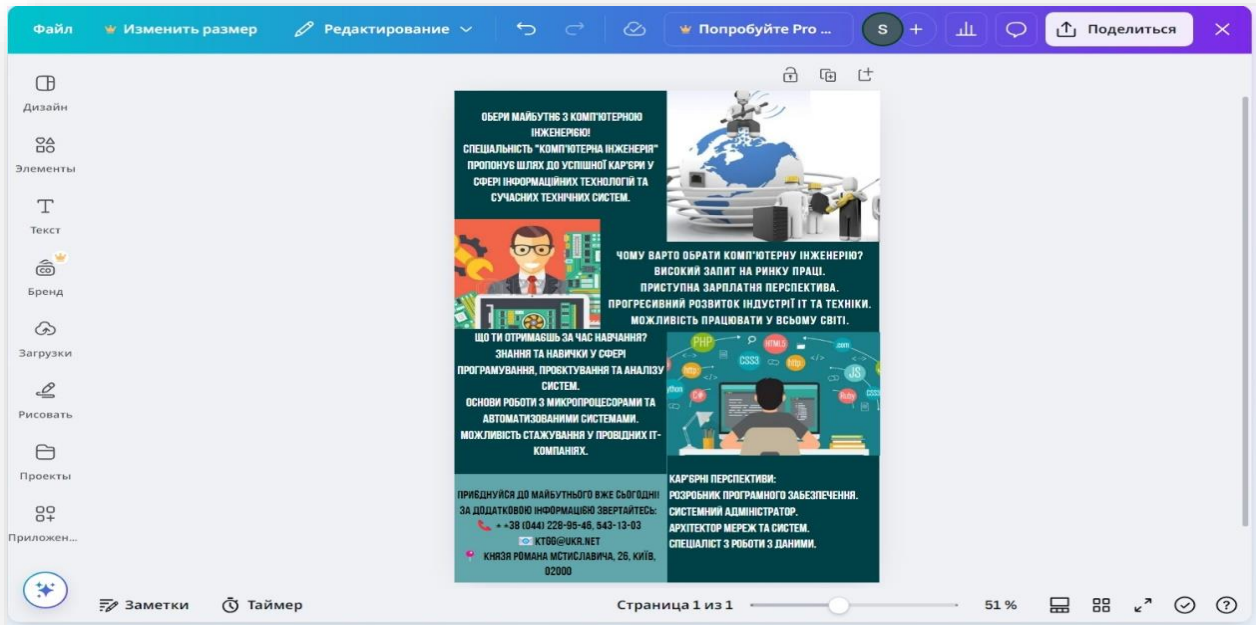 Файл
Изменить размер
Редактирование
Попробуйте Pro ...
S
Поделиться
Дизайн
Элементы
Текст
Бренд
Загрузки
Рисовать
Проекты
Приложен...
ОБЕРИ МАЙБУТНЄ З КОМП'ЮТЕРНОЮ
ІНЖЕНЕРІЄЮ!
СПЕЦІАЛЬНІСТЬ "КОМП'ЮТЕРНА ІНЖЕНЕРІЯ"
ПРОПОНУЄ ШЛЯХ ДО УСПІШНОЇ КАР'ЄРИ У
СФЕРІ ІНФОРМАЦІЙНИХ ТЕХНОЛОГІЙ ТА
СУЧАСНИХ ТЕХНІЧНИХ СИСТЕМ.
ЧОМУ ВАРТО ОБРАТИ КОМП'ЮТЕРНУ ІНЖЕНЕРІЮ?
ВИСОКИЙ ЗАПИТ НА РИНКУ ПРАЦІ.
ПРИСТУПНА ЗАРПЛАТНЯ ПЕРСПЕКТИВА.
ПРОГРЕСИВНИЙ РОЗВИТОК ІНДУСТРІЇ ІТ ТА ТЕХНІКИ.
МОЖЛИВІСТЬ ПРАЦЮВАТИ У ВСЬОМУ СВІТІ.
ЩО ТИ ОТРИМАЄШЬ ЗА ЧАС НАВЧАННЯ?
ЗНАННЯ ТА НАВИЧКИ У СФЕРІ
ПРОГРАМУВАННЯ, ПРОЄКТУВАННЯ ТА АНАЛІЗУ
СИСТЕМ.
ОСНОВИ РОБОТИ З МИКРОПРОЦЕСОРАМИ ТА
АВТОМАТИЗОВАНИМИ СИСТЕМАМИ.
МОЖЛИВІСТЬ СТАЖУВАННЯ У ПРОВІДНИХ ІТ-
КОМПАНІЯХ.
PHP
HTML5
.com
CSS3
http
http
JS
ython
C#
Ruby
CSS3
ПРИЄДНУЙСЯ ДО МАЙБУТНЬОГО ВЖЕ СЬОГОДНІ!
ЗА ДОДАТКОВОЮ ІНФОРМАЦІЄЮ ЗВЕРТАЙТЕСЬ:
+ +38 (044) 228-95-46, 543-13-03
KTGG@UKR.NET
КНЯЗЯ РОМАНА МСТИСЛАВИЧА, 26, КИЇВ,
02000
КАР'ЄРНІ ПЕРСПЕКТИВИ:
РОЗРОБНИК ПРОГРАМНОГО ЗАБЕЗПЕЧЕННЯ.
СИСТЕМНИЙ АДМІНІСТРАТОР.
АРХІТЕКТОР МЕРЕЖ ТА СИСТЕМ.
СПЕЦІАЛІСТ З РОБОТИ З ДАНИМИ.
Заметки
Таймер
Страница 1 из 1
51 %